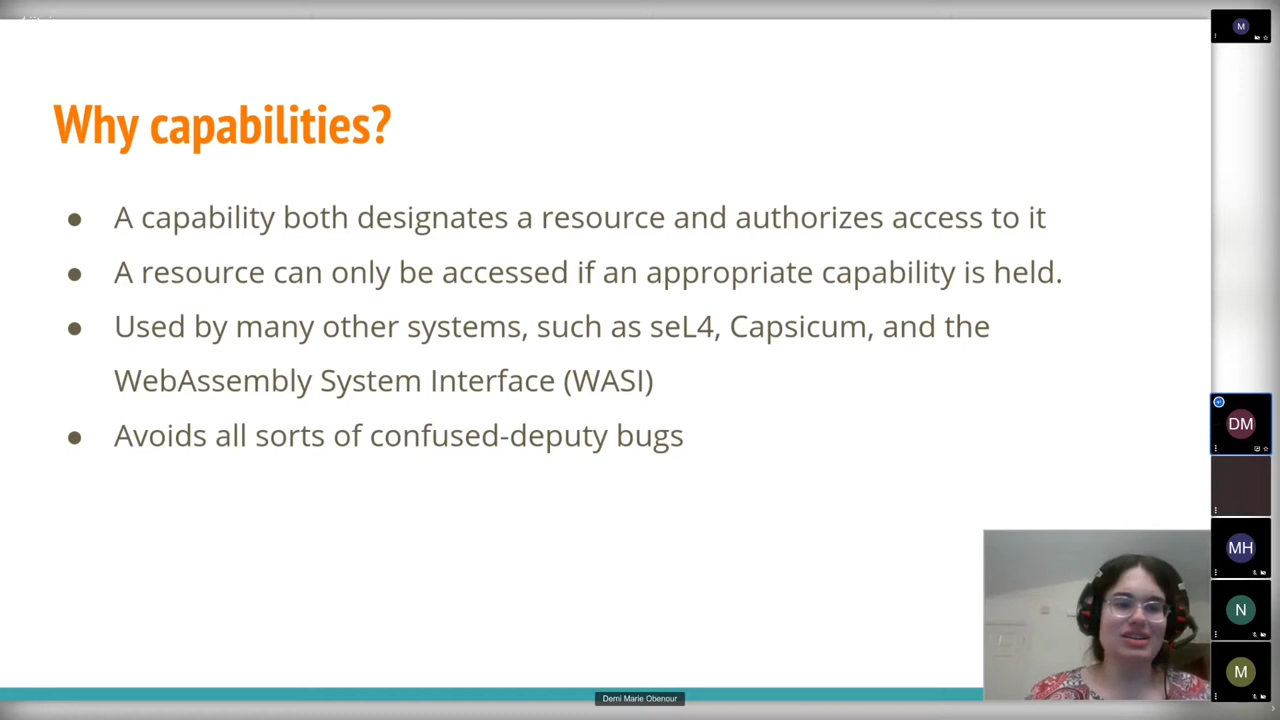 Why capabilities?
● A capability both designates a resource and authorizes access to it
● A resource can only be accessed if an appropriate capability is held.
● Used by many other systems, such as seL4, Capsicum, and the
WebAssembly System Interface (WASI)
● Avoids all sorts of confused-deputy bugs
M
DM
MH
N
M
Demi Marie Obenour